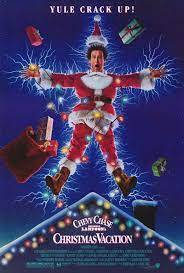 YULE CRACK UP!
CHEVY CHASE
NATIONAL
LAMPOON'S
CHRISTMAS VACATION